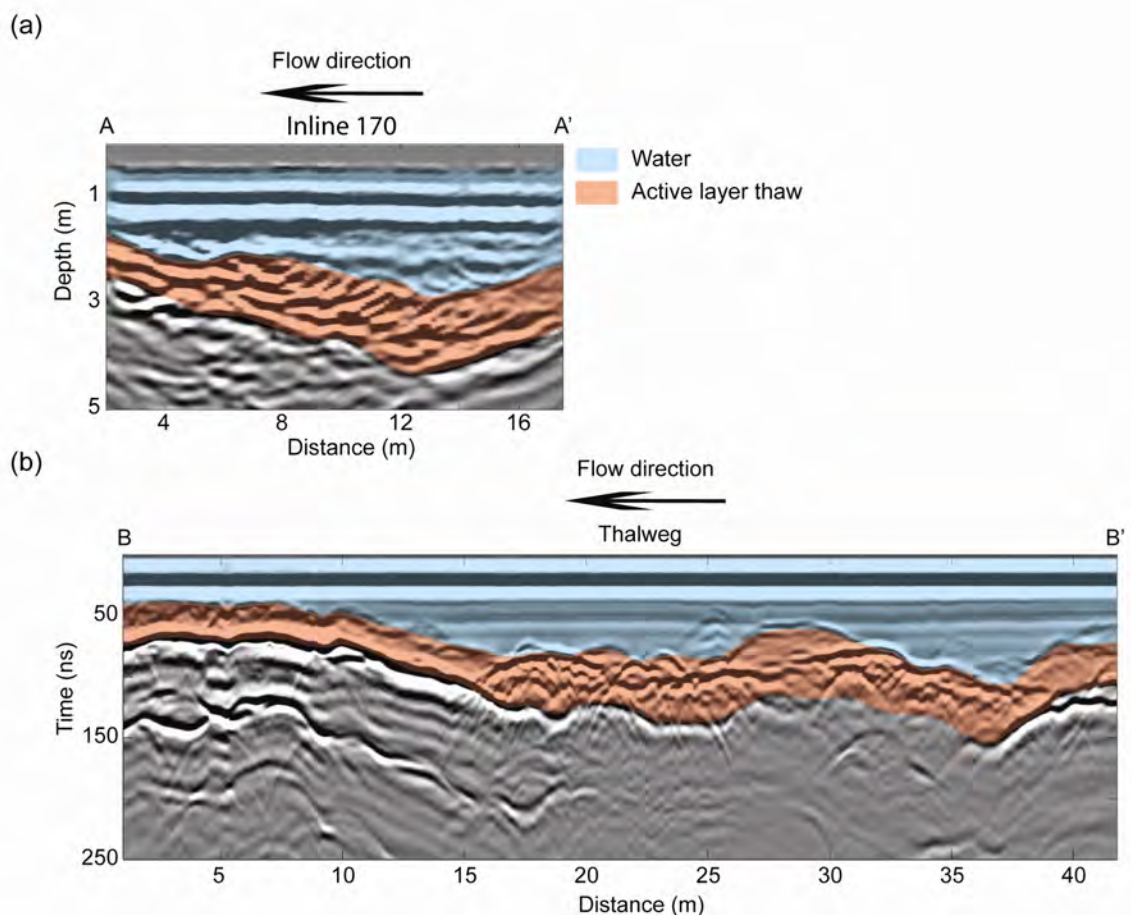 (a)
Flow direction
A Inline 170 A'
Water
Active layer thaw
Depth (m)
1
3
5
4 8 12 16
Distance (m)
(b)
Flow direction
Thalweg
B B'
Time (ns)
50
150
250
5 10 15 20 25 30 35 40
Distance (m)